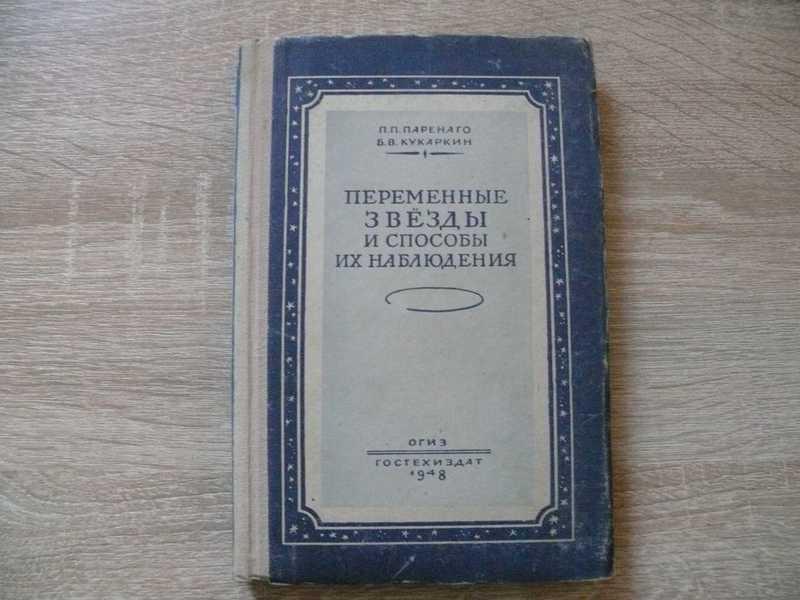 П.П.ПАРЕНАГО
Б.В.КУКАРКИН
ПЕРЕМЕННЫЕ
ЗВЁЗДЫ
И СПОСОБЫ
ИХ НАБЛЮДЕНИЯ
ОГИЗ
ГОСТЕХИЗДАТ
1948